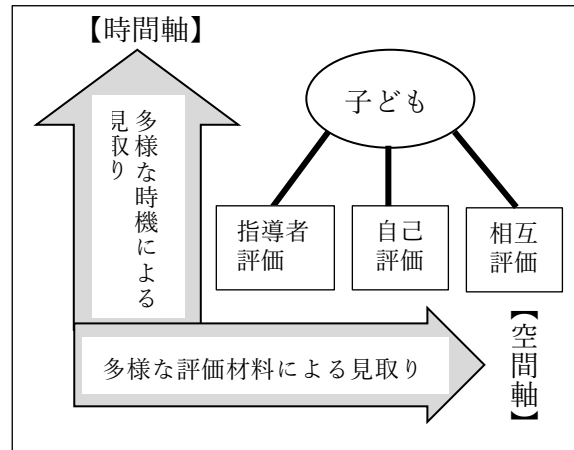 【時間軸】
多様な時機による
見取り
子ども
指導者
評価
自己
評価
相互
評価
多様な評価材料による見取り
【空間軸】